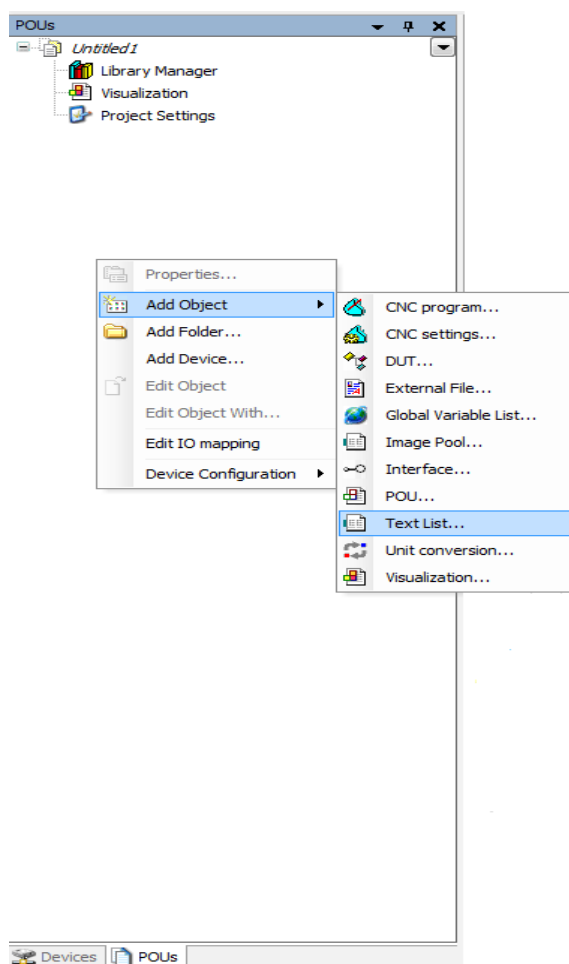 POUs
Untitled1
Library Manager
Visualization
Project Settings
Properties...
Add Object
Add Folder...
Add Device...
Edit Object
Edit Object With...
Edit IO mapping
Device Configuration
CNC program...
CNC settings...
DUT...
External File...
Global Variable List...
Image Pool...
Interface...
POU...
Text List...
Unit conversion...
Visualization...
Devices POUs